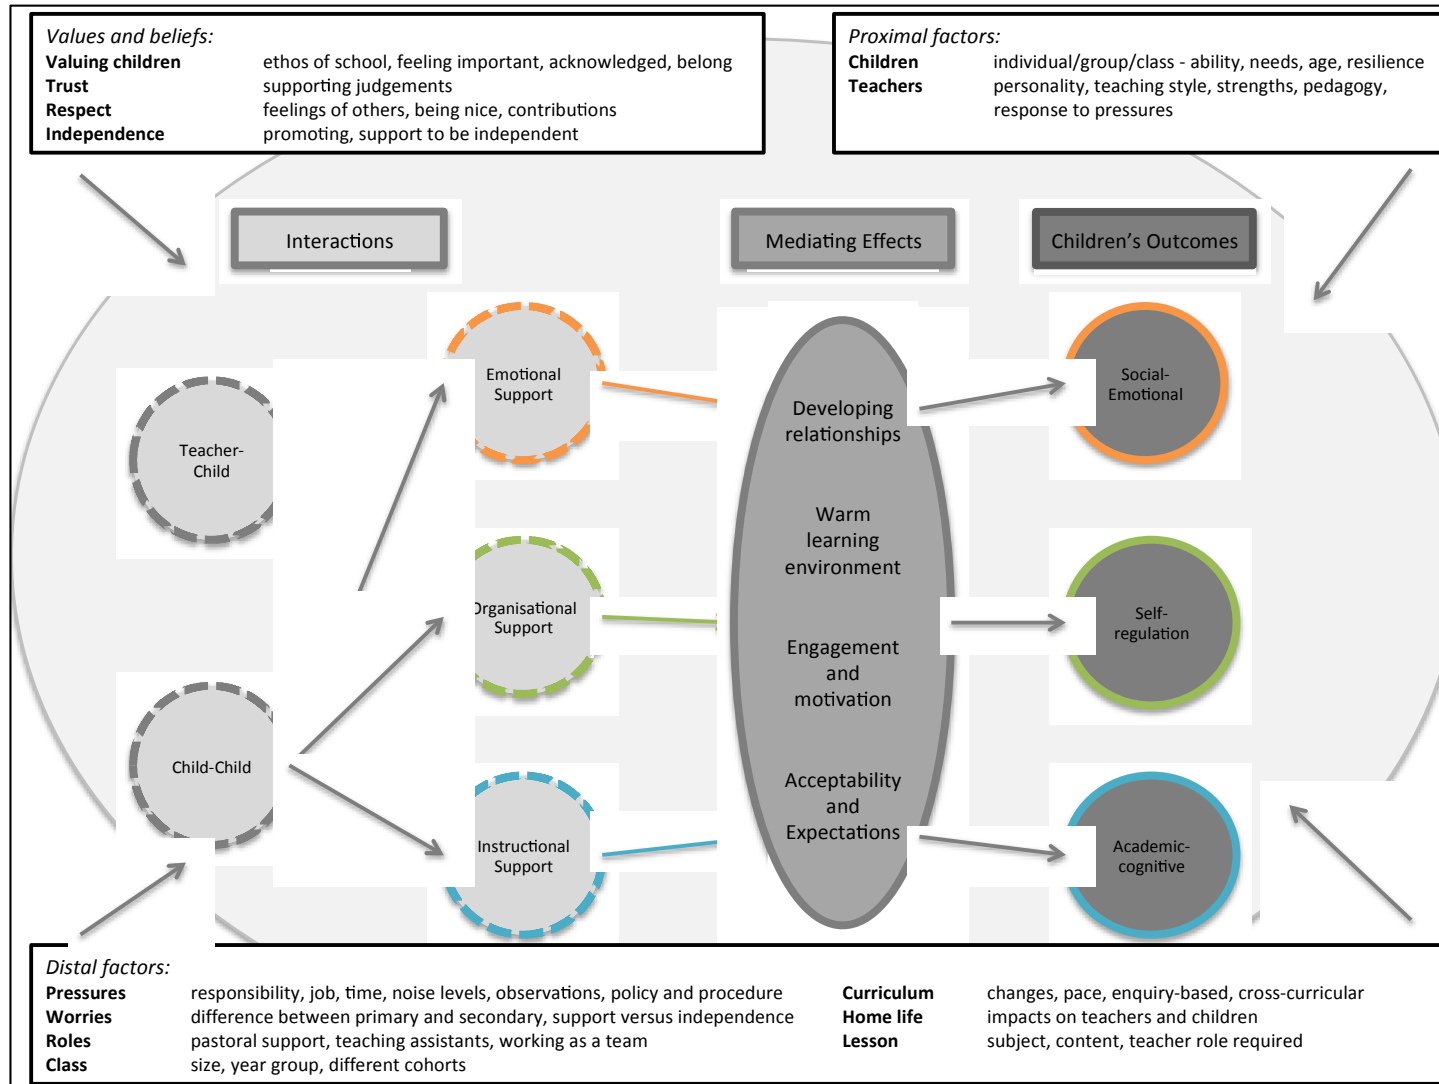 Values and beliefs:
Valuing children ethos of school, feeling important, acknowledged, belong
Trust supporting judgements
Respect feelings of others, being nice, contributions
Independence promoting, support to be independent
Proximal factors:
Children individual/group/class - ability, needs, age, resilience
Teachers personality, teaching style, strengths, pedagogy,
response to pressures
Interactions
Mediating Effects
Children's Outcomes
Teacher-
Child
Child-Child
Emotional
Support
Organisational
Support
Instructional
Support
Developing
relationships
Warm
learning
environment
Engagement
and
motivation
Acceptability
and
Expectations
Social-
Emotional
Self-
regulation
Academic-
cognitive
Distal factors:
Pressures responsibility, job, time, noise levels, observations, policy and procedure
Worries difference between primary and secondary, support versus independence
Roles pastoral support, teaching assistants, working as a team
Class size, year group, different cohorts
Curriculum changes, pace, enquiry-based, cross-curricular
Home life impacts on teachers and children
Lesson subject, content, teacher role required